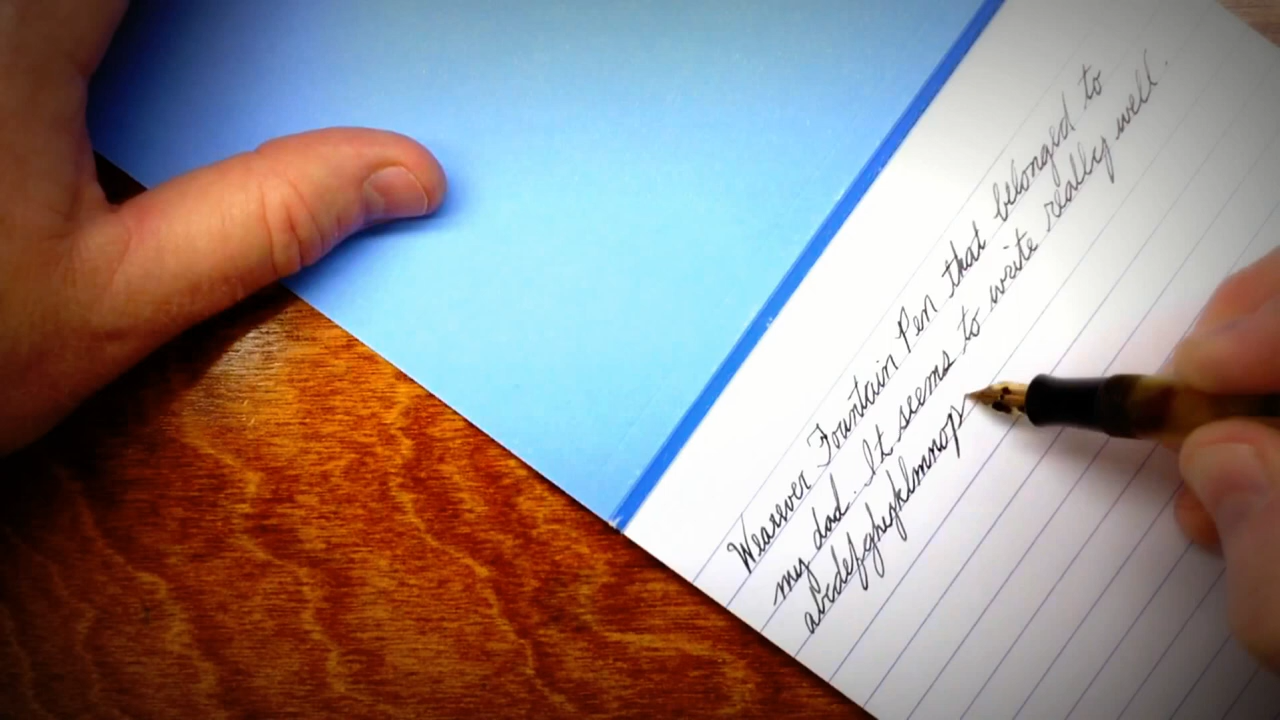 Wearever Fountain Pen that belonged to
my dad. It seems to write really well.
abcdefghijklmnop